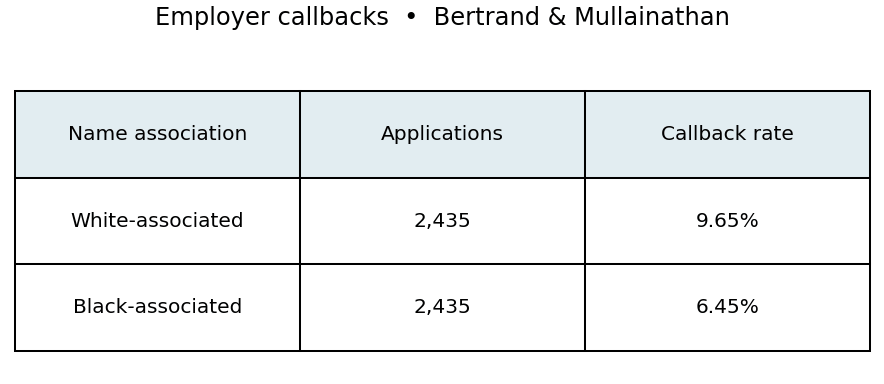 Employer callbacks • Bertrand & Mullainathan
Name association Applications Callback rate
White-associated 2,435 9.65%
Black-associated 2,435 6.45%